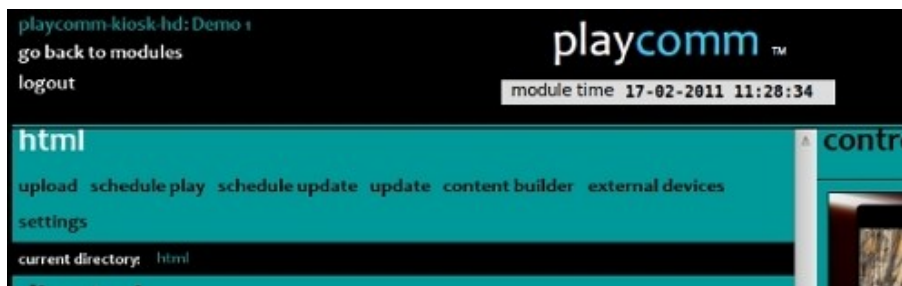 playcomm-kiosk-hd: Demo 1
go back to modules
logout
playcomm ™
module time 17-02-2011 11:28:34
html
upload schedule play schedule update update content builder external devices
settings
current directory: html
contr